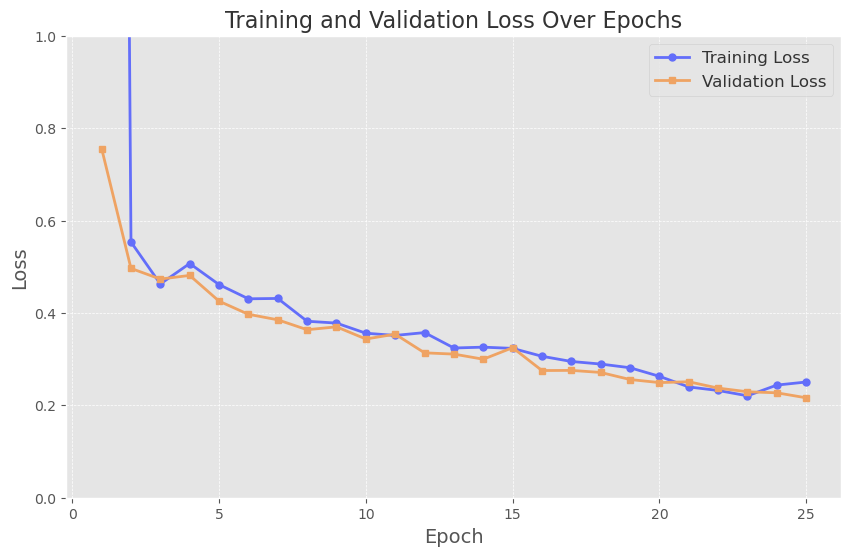 Training and Validation Loss Over Epochs
1.0
Training Loss
Validation Loss
0.8
0.6
Loss
0.4
0.2
0.0
0
5
10
15
20
25
Epoch